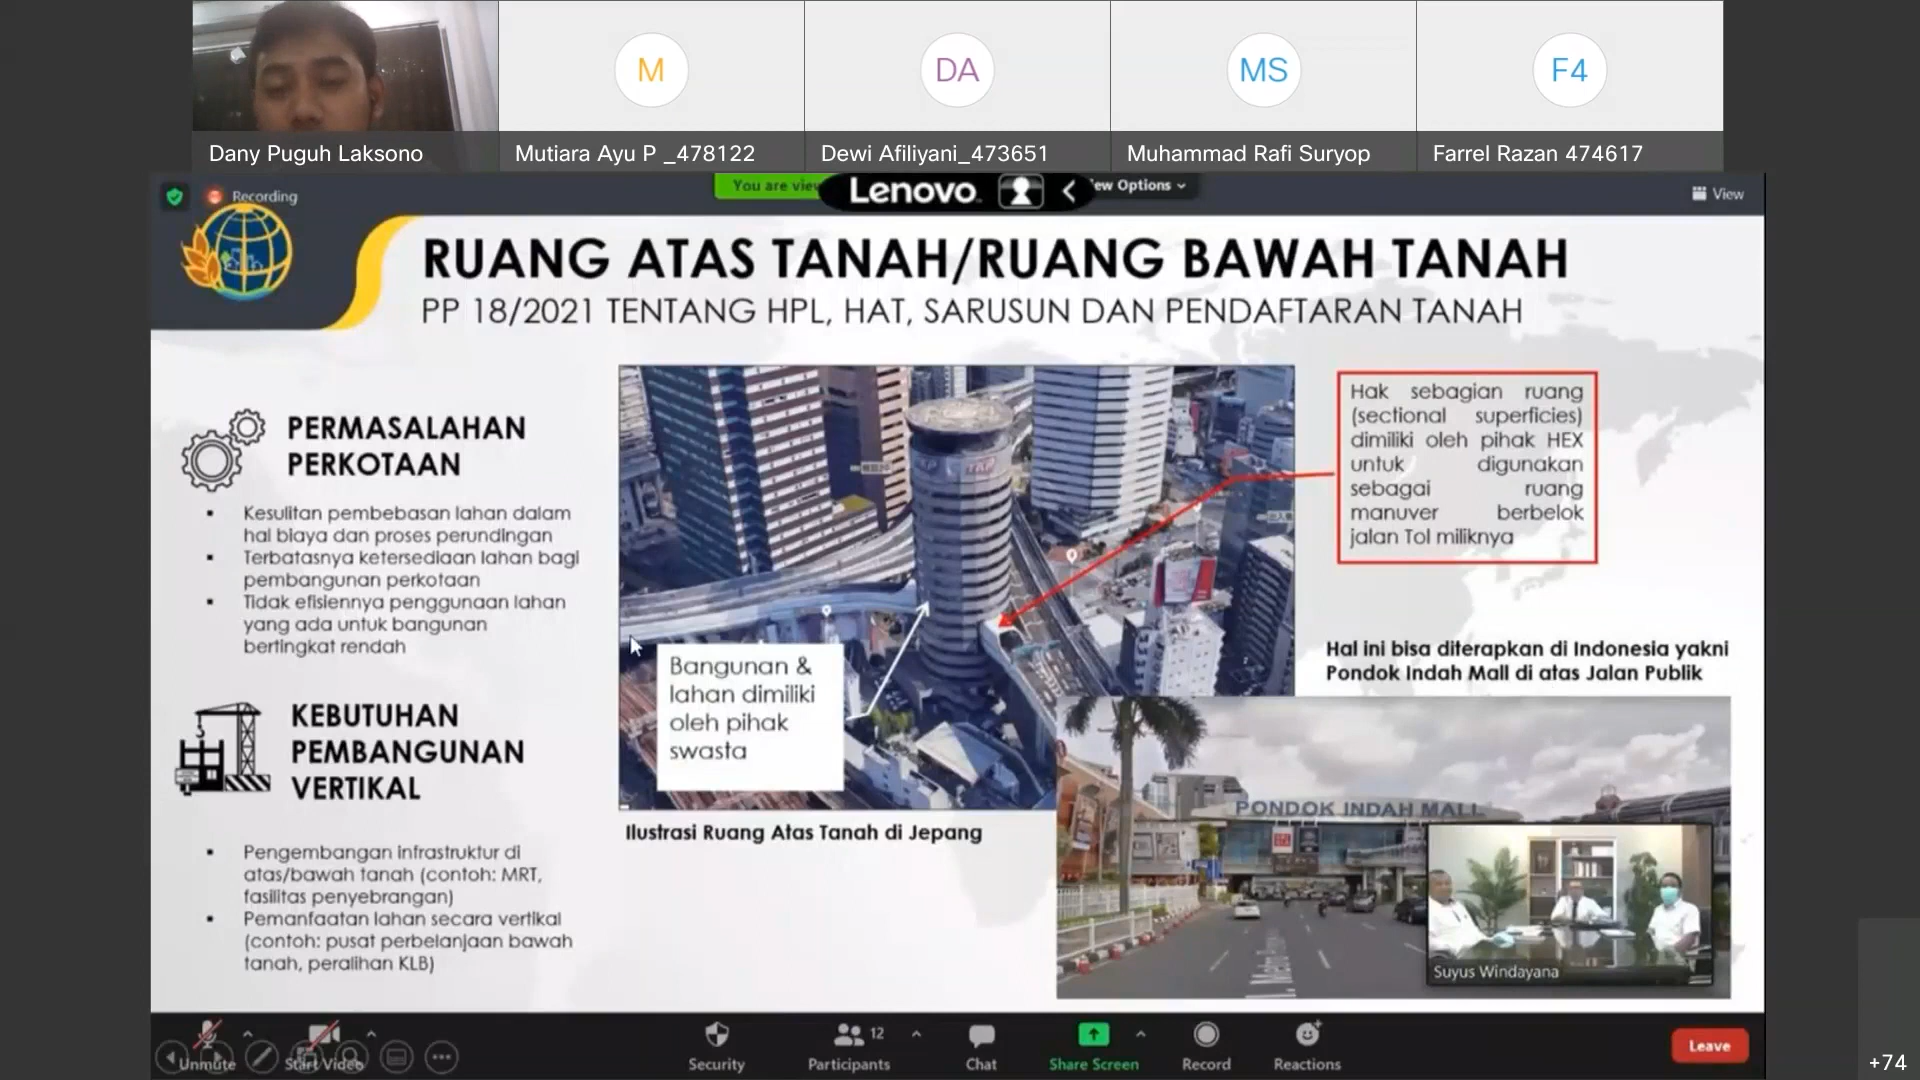 M
DA
MS
F4
Dany Puguh Laksono
Mutiara Ayu P _478122
Dewi Afiliyani_473651
Muhammad Rafi Suryop
Farrel Razan 474617
Recording
You are
Lenovo
Options
View
RUANG ATAS TANAH/RUANG BAWAH TANAH
PP 18/2021 TENTANG HPL, HAT, SARUSUN DAN PENDAFTARAN TANAH
PERMASALAHAN
PERKOTAAN
▪ Kesulitan pembebasan lahan dalam
hal biaya dan proses perundingan
▪ Terbatasnya ketersediaan lahan bagi
pembangunan perkotaan
▪ Tidak efisiennya penggunaan lahan
yang ada untuk bangunan
bertingkat rendah
KEBUTUHAN
PEMBANGUNAN
VERTIKAL
▪ Pengembangan infrastruktur di
atas/bawah tanah (contoh: MRT,
fasilitas penyebrangan)
▪ Pemanfaatan lahan secara vertikal
(contoh: pusat perbelanjaan bawah
tanah, peralihan KLB)
TKP
Bangunan &
lahan dimiliki
oleh pihak
swasta
Ilustrasi Ruang Atas Tanah di Jepang
Hak sebagian ruang
(sectional superficies)
dimiliki oleh pihak HEX
untuk digunakan
sebagai ruang
manuver berbelok
jalan Tol miliknya
Hal ini bisa diterapkan di Indonesia yakni
Pondok Indah Mall di atas Jalan Publik
PONDOK INDAH MALL
Suyus Windayana
Unmute
Start Video
Security
12
Participants
Chat
Share Screen
Record
Reactions
Leave
+74